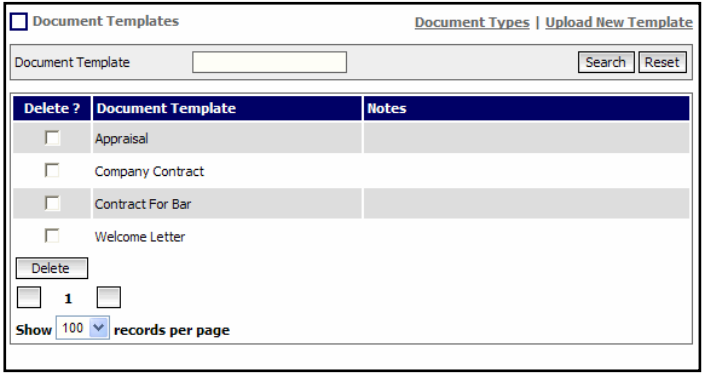 Document Templates Document Types | Upload New Template
Document Template Search Reset
Delete ? Document Template Notes
Appraisal
Company Contract
Contract For Bar
Welcome Letter
Delete
1
Show 100 records per page